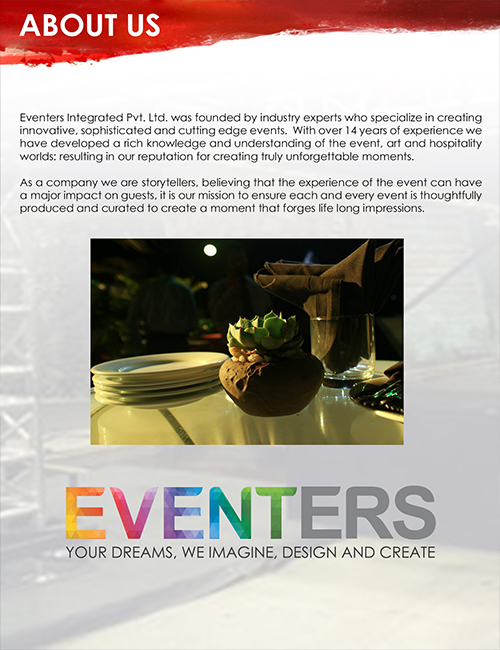 ABOUT US
Eventers Integrated Pvt. Ltd. was founded by industry experts who specialize in creating
innovative, sophisticated and cutting edge events. With over 14 years of experience we
have developed a rich knowledge and understanding of the event, art and hospitality
worlds: resulting in our reputation for creating truly unforgettable moments.
As a company we are storytellers, believing that the experience of the event can have
a major impact on guests, it is our mission to ensure each and every event is thoughtfully
produced and curated to create a moment that forges life long impressions.
EVENTERS
YOUR DREAMS, WE IMAGINE, DESIGN AND CREATE